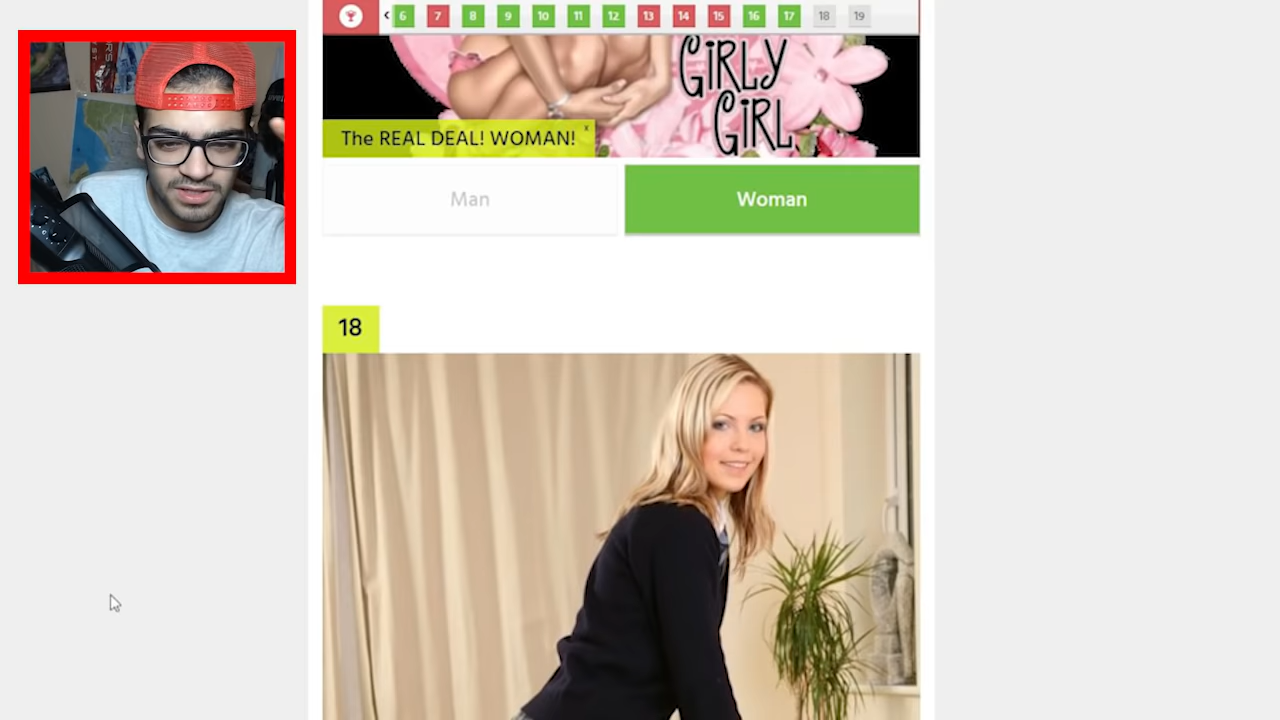 6 7 8 9 10 11 12 13 14 15 16 17 18 19
GiRLY
GiRL
The REAL DEAL! WOMAN! x
Man Woman
18